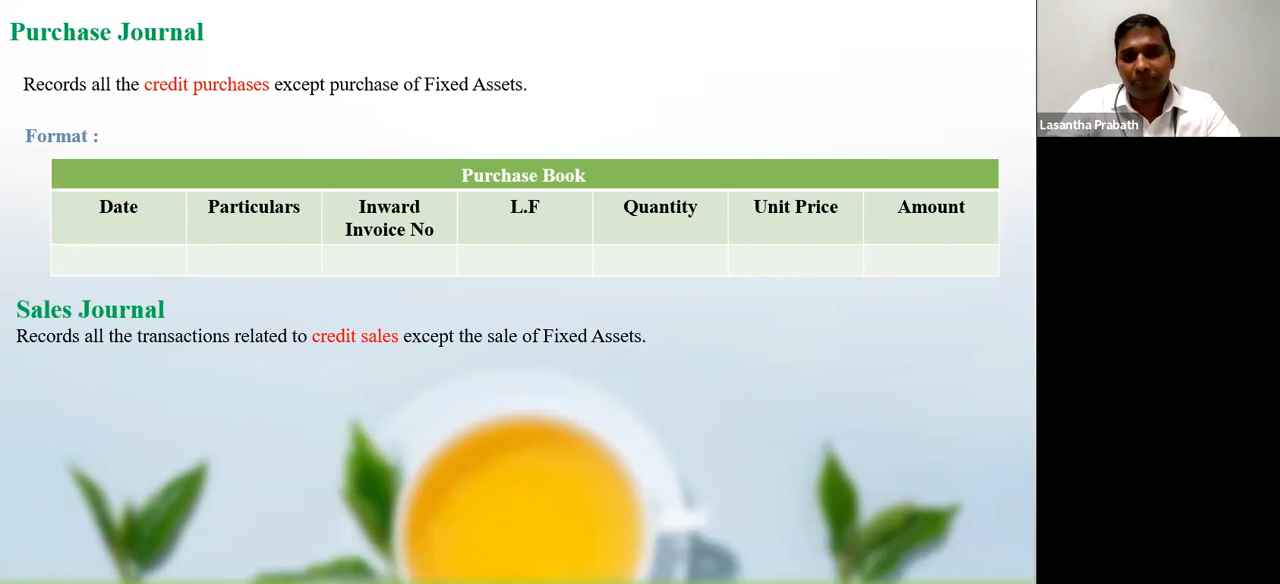 Purchase Journal
Records all the credit purchases except purchase of Fixed Assets.
Format :
Purchase Book
Date
Particulars
Inward
Invoice No
L.F
Quantity
Unit Price
Amount
Sales Journal
Records all the transactions related to credit sales except the sale of Fixed Assets.
Lasantha Prabath